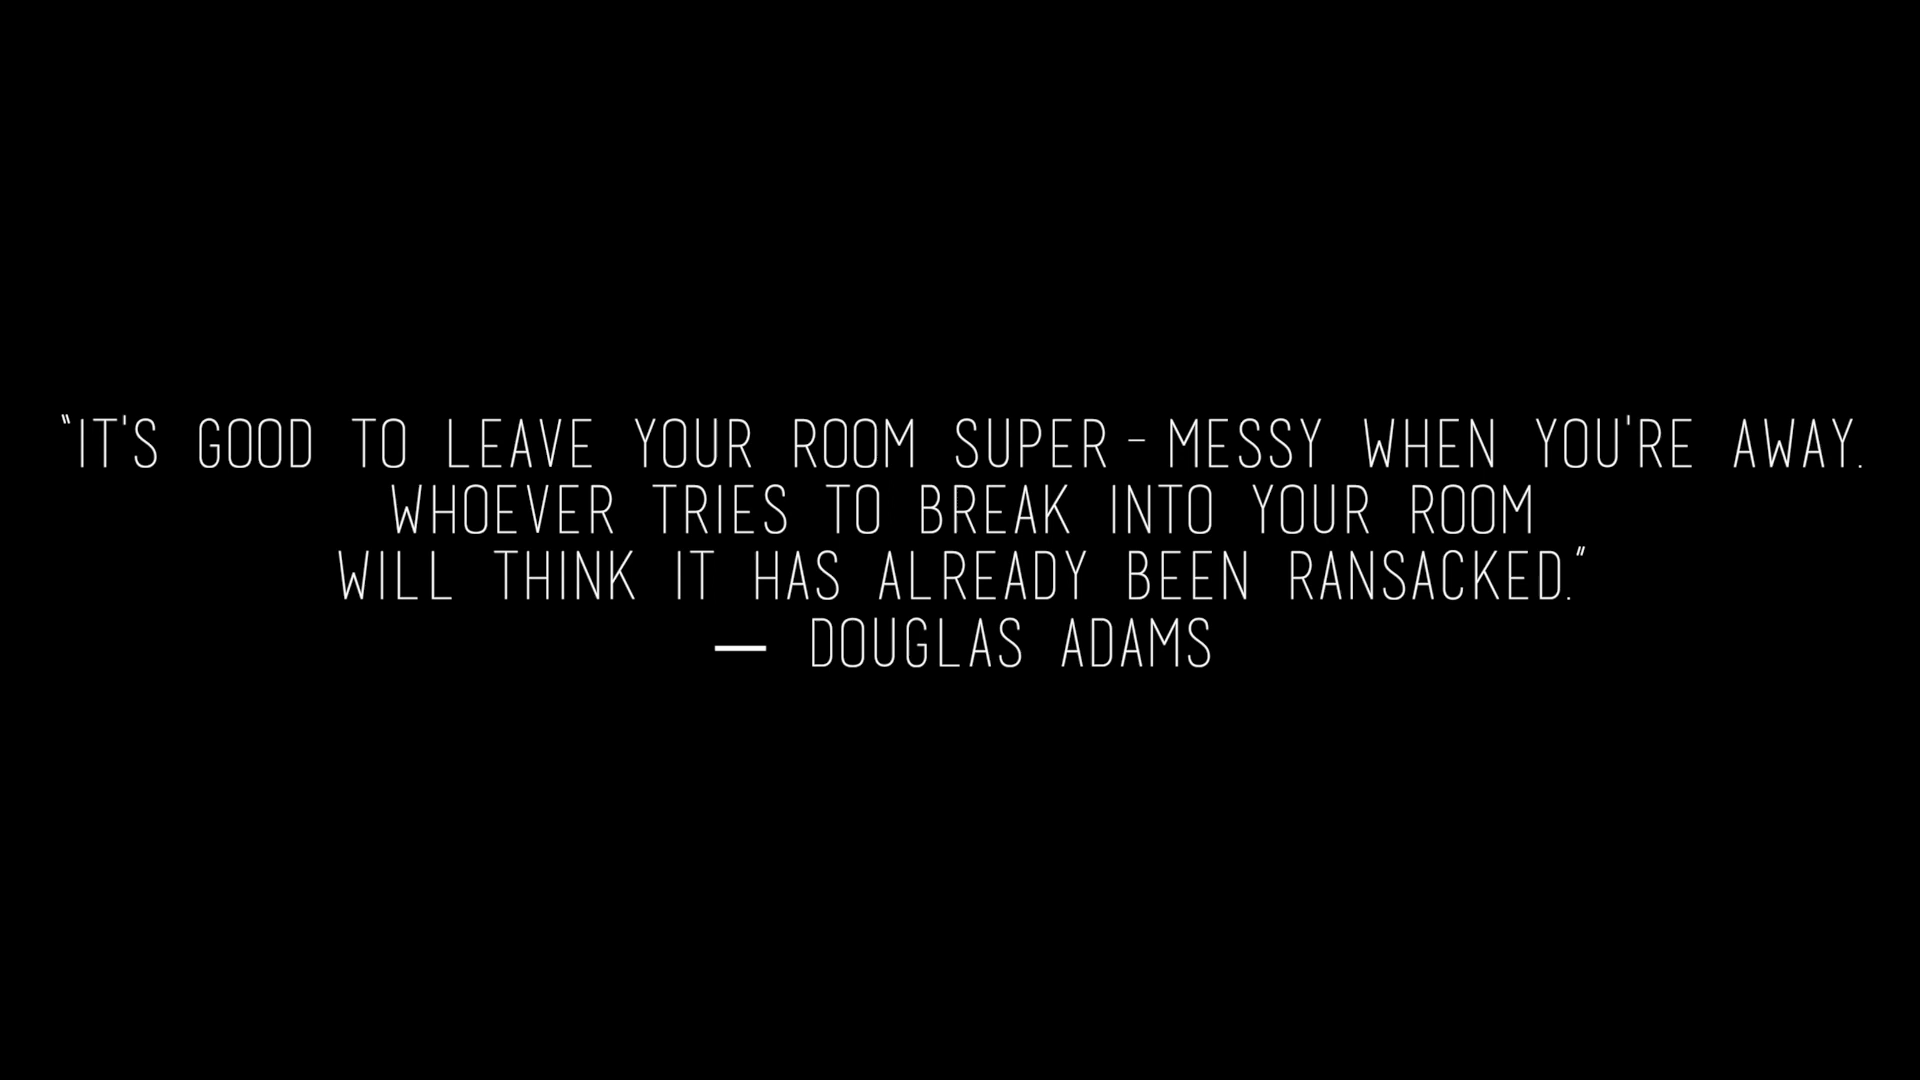 "IT'S GOOD TO LEAVE YOUR ROOM SUPER-MESSY WHEN YOU'RE AWAY.
WHOEVER TRIES TO BREAK INTO YOUR ROOM
WILL THINK IT HAS ALREADY BEEN RANSACKED."
— DOUGLAS ADAMS